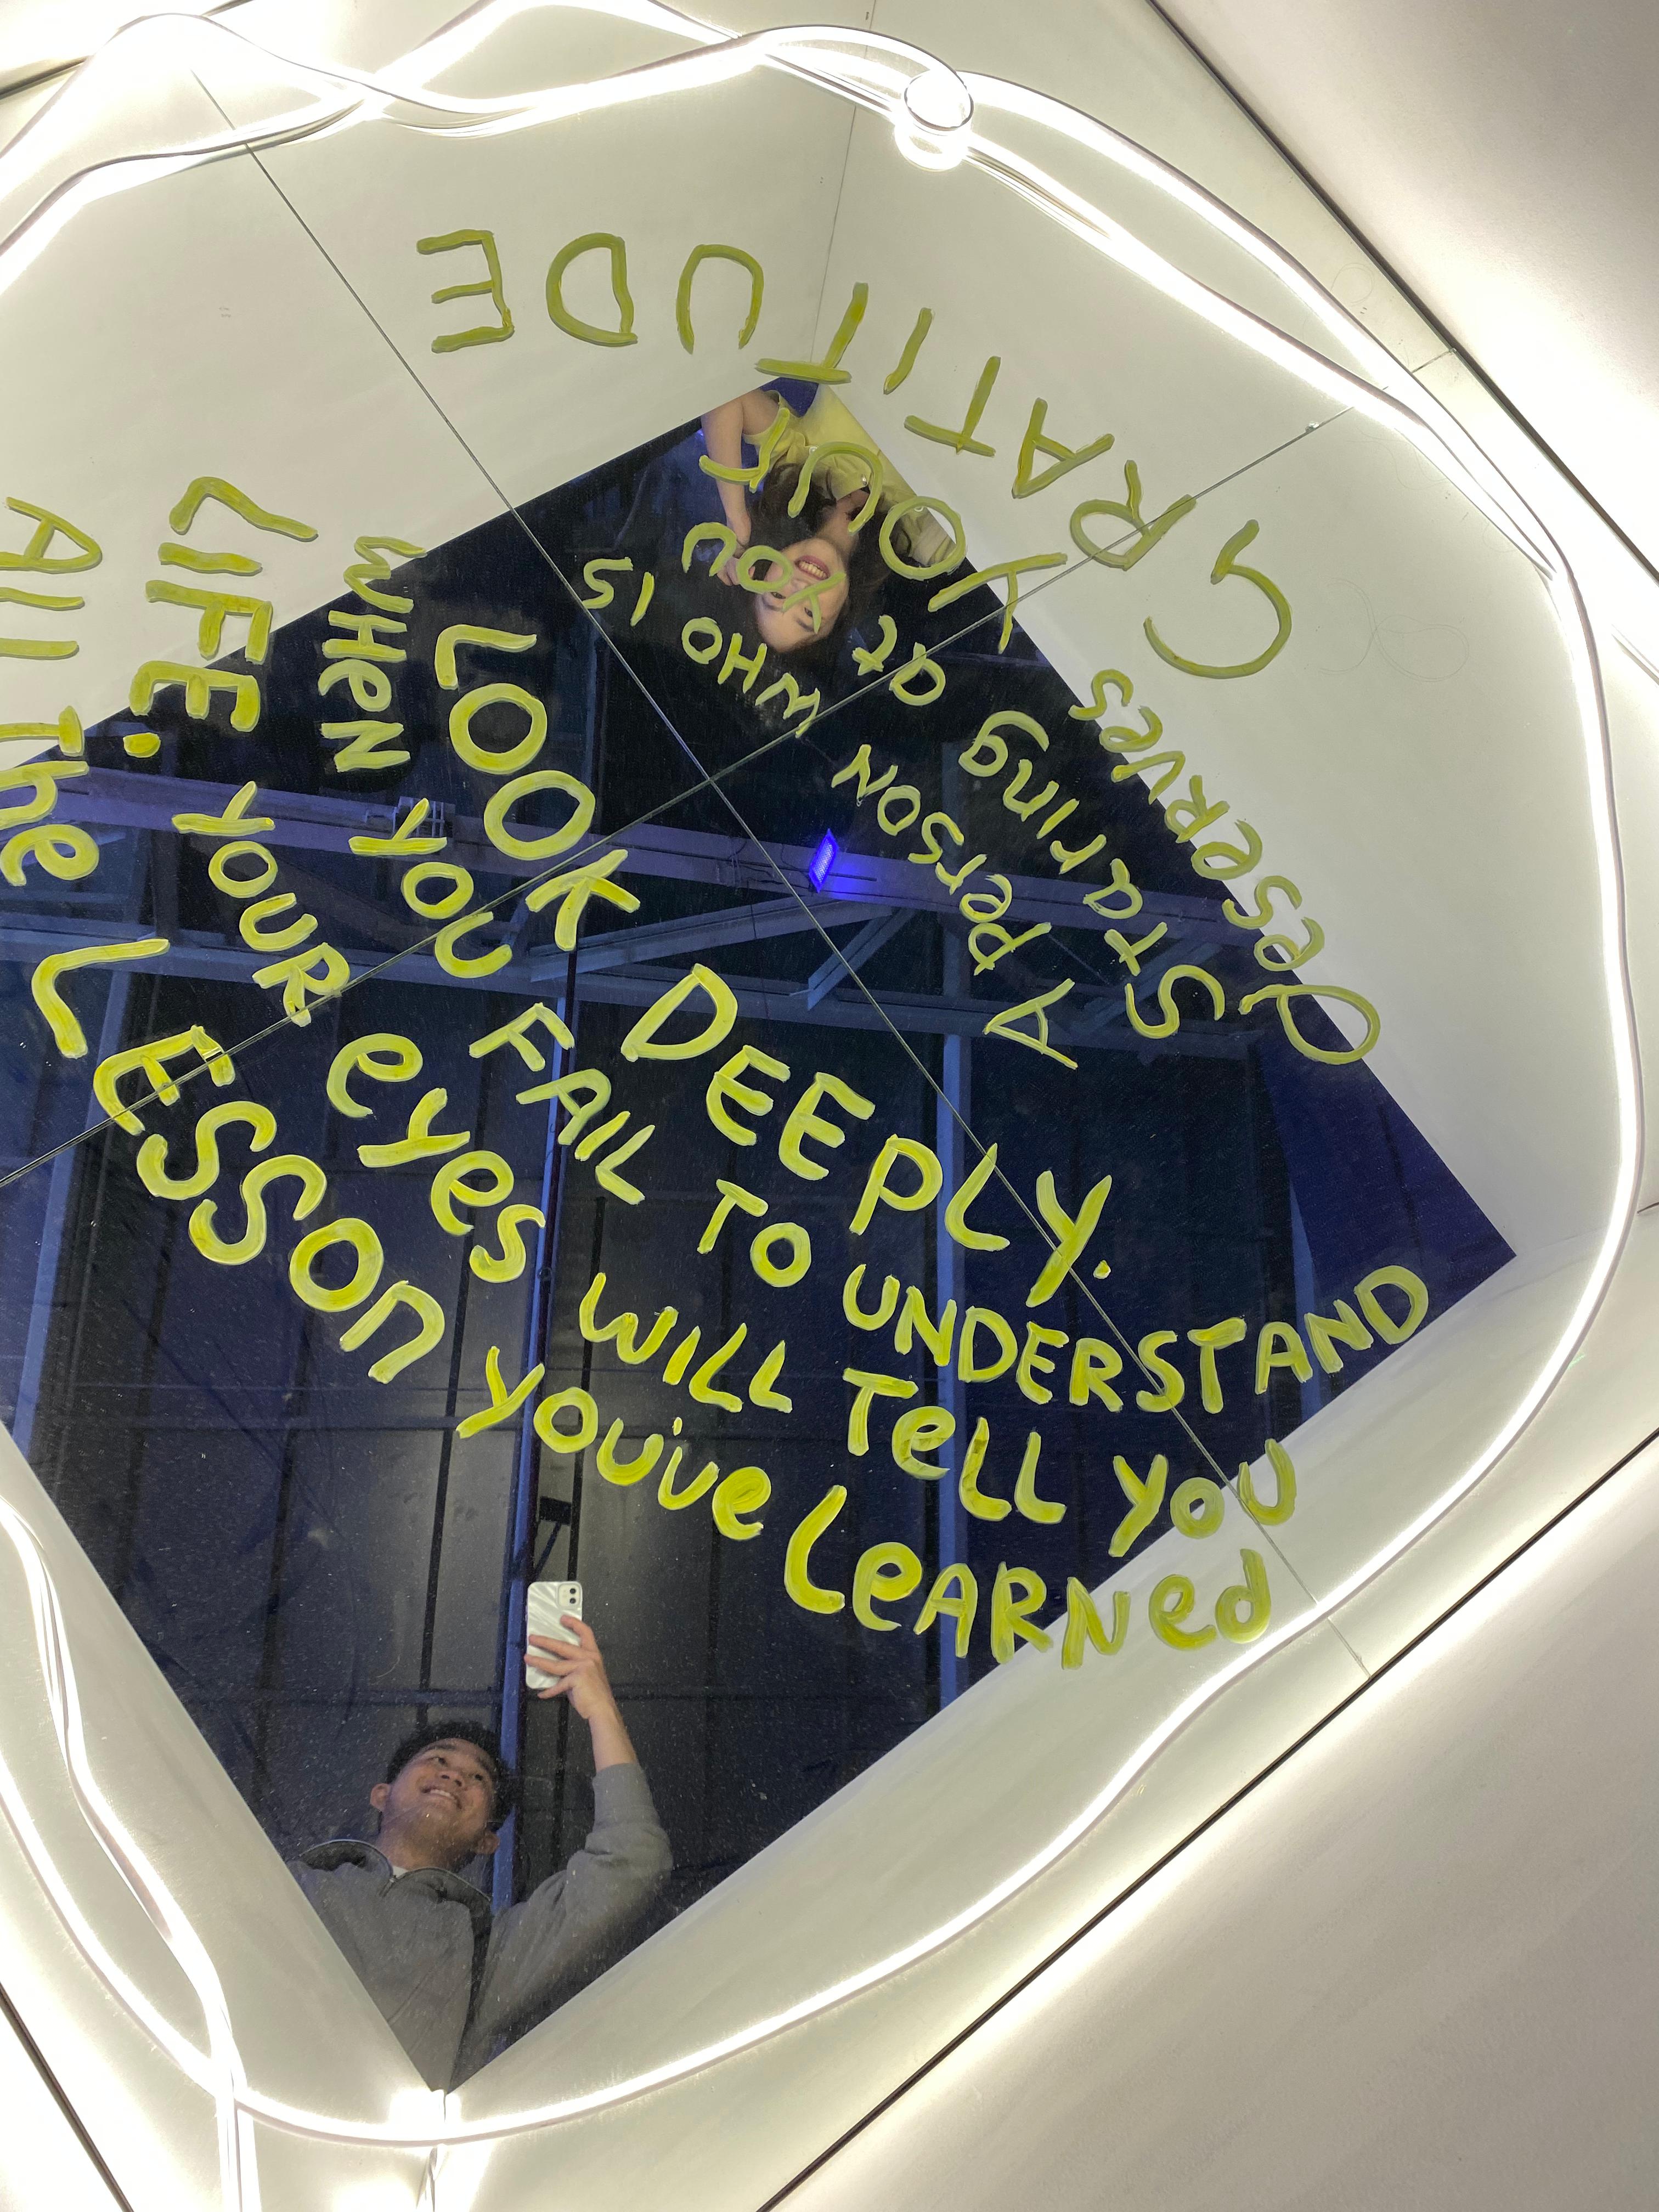 LOOK DEEPLY.
WHEN YOU FAIL TO UNDERSTAND
LIFE: YOUR eyes WILL Tell YOU
All The LESSON you've LeARNed
A person WHO IS
Staring at YOU
deserves YOUR
GRATITUDE